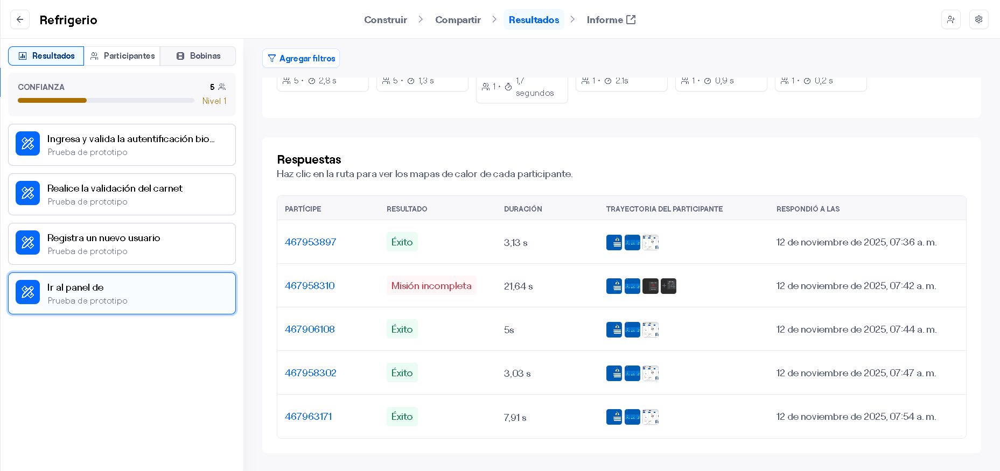 Refrigerio
Construir
Compartir
Resultados
Informe
Resultados
Participantes
Bobinas
CONFIANZA
5
Nivel 1
Ingresa y valida la autentificación bio...
Prueba de prototipo
Realice la validación del carnet
Prueba de prototipo
Registra un nuevo usuario
Prueba de prototipo
Ir al panel de
Prueba de prototipo
Agregar filtros
5 · 2,8 s
5 · 1,3 s
1 · 1,7 segundos
1 · 2.1s
1 · 0,9 s
1 · 0,2 s
Respuestas
Haz clic en la ruta para ver los mapas de calor de cada participante.
PARTÍCIPE RESULTADO DURACIÓN TRAYECTORIA DEL PARTICIPANTE RESPONDIÓ A LAS
467953897 Éxito 3,13 s 12 de noviembre de 2025, 07:36 a. m.
467958310 Misión incompleta 21,64 s +14 12 de noviembre de 2025, 07:42 a. m.
467906108 Éxito 5s 12 de noviembre de 2025, 07:44 a. m.
467958302 Éxito 3,03 s 12 de noviembre de 2025, 07:47 a. m.
467963171 Éxito 7,91 s 12 de noviembre de 2025, 07:54 a. m.